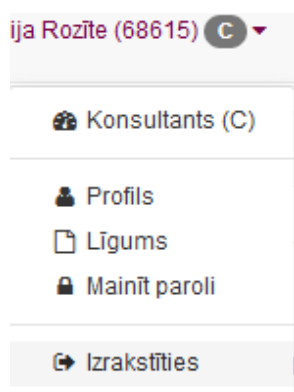 ija Rozīte (68615) C
Konsultants (C)
Profils
Līgums
Mainīt paroli
Izrakstīties